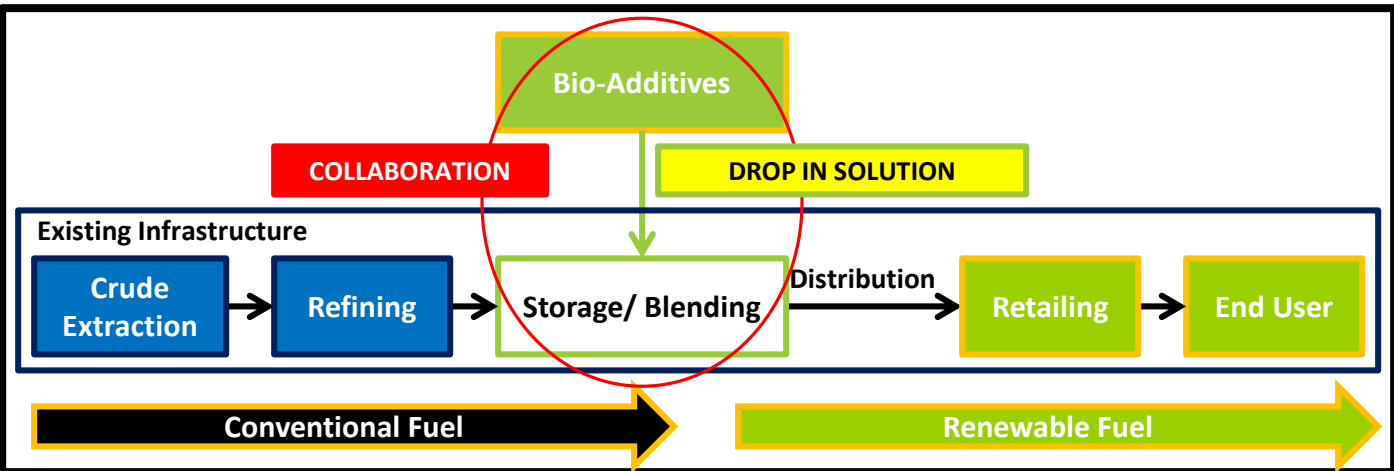 Bio-Additives
COLLABORATION
DROP IN SOLUTION
Existing Infrastructure
Crude
Extraction
Refining
Storage/ Blending
Distribution
Retailing
End User
Conventional Fuel
Renewable Fuel